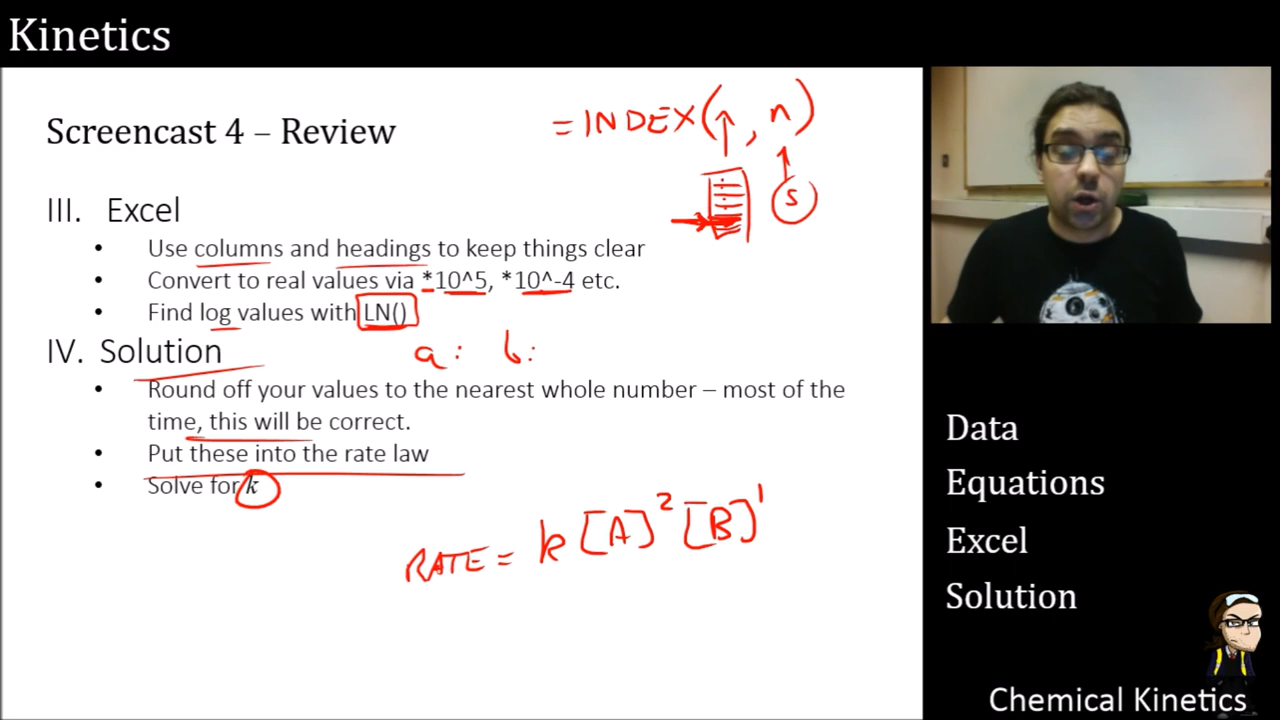 Kinetics
Screencast 4 – Review
=INDEX(↑, n)
s
III. Excel
• Use columns and headings to keep things clear
• Convert to real values via *10^5, *10^-4 etc.
• Find log values with LN()
IV. Solution
a: b:
• Round off your values to the nearest whole number – most of the
time, this will be correct.
• Put these into the rate law
• Solve for k
RATE = k[A]²[B]¹
Data
Equations
Excel
Solution
Chemical Kinetics